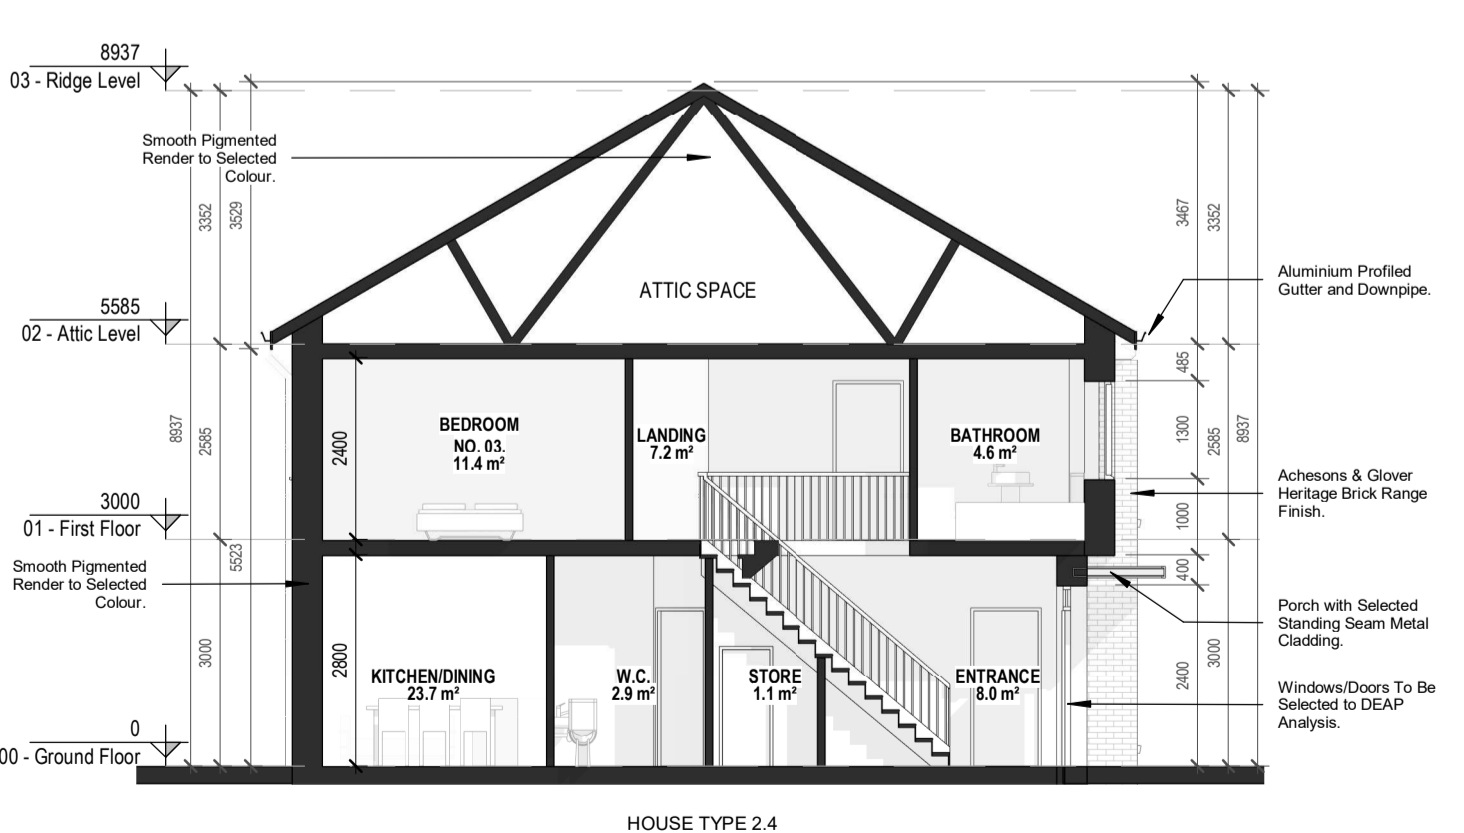 8937
03 - Ridge Level
Smooth Pigmented
Render to Selected
Colour.
3352
3529
3467
3352
ATTIC SPACE
Aluminium Profiled
Gutter and Downpipe.
5585
02 - Attic Level
485
8937
2585
2400
BEDROOM
NO. 03.
11.4 m²
LANDING
7.2 m²
BATHROOM
4.6 m²
1300
2585
8937
Achesons & Glover
Heritage Brick Range
Finish.
3000
01 - First Floor
1000
5523
400
Smooth Pigmented
Render to Selected
Colour.
Porch with Selected
Standing Seam Metal
Cladding.
3000
2800
KITCHEN/DINING
23.7 m²
W.C.
2.9 m²
STORE
1.1 m²
ENTRANCE
8.0 m²
2400
3000
Windows/Doors To Be
Selected to DEAP
Analysis.
0
00 - Ground Floor
HOUSE TYPE 2.4